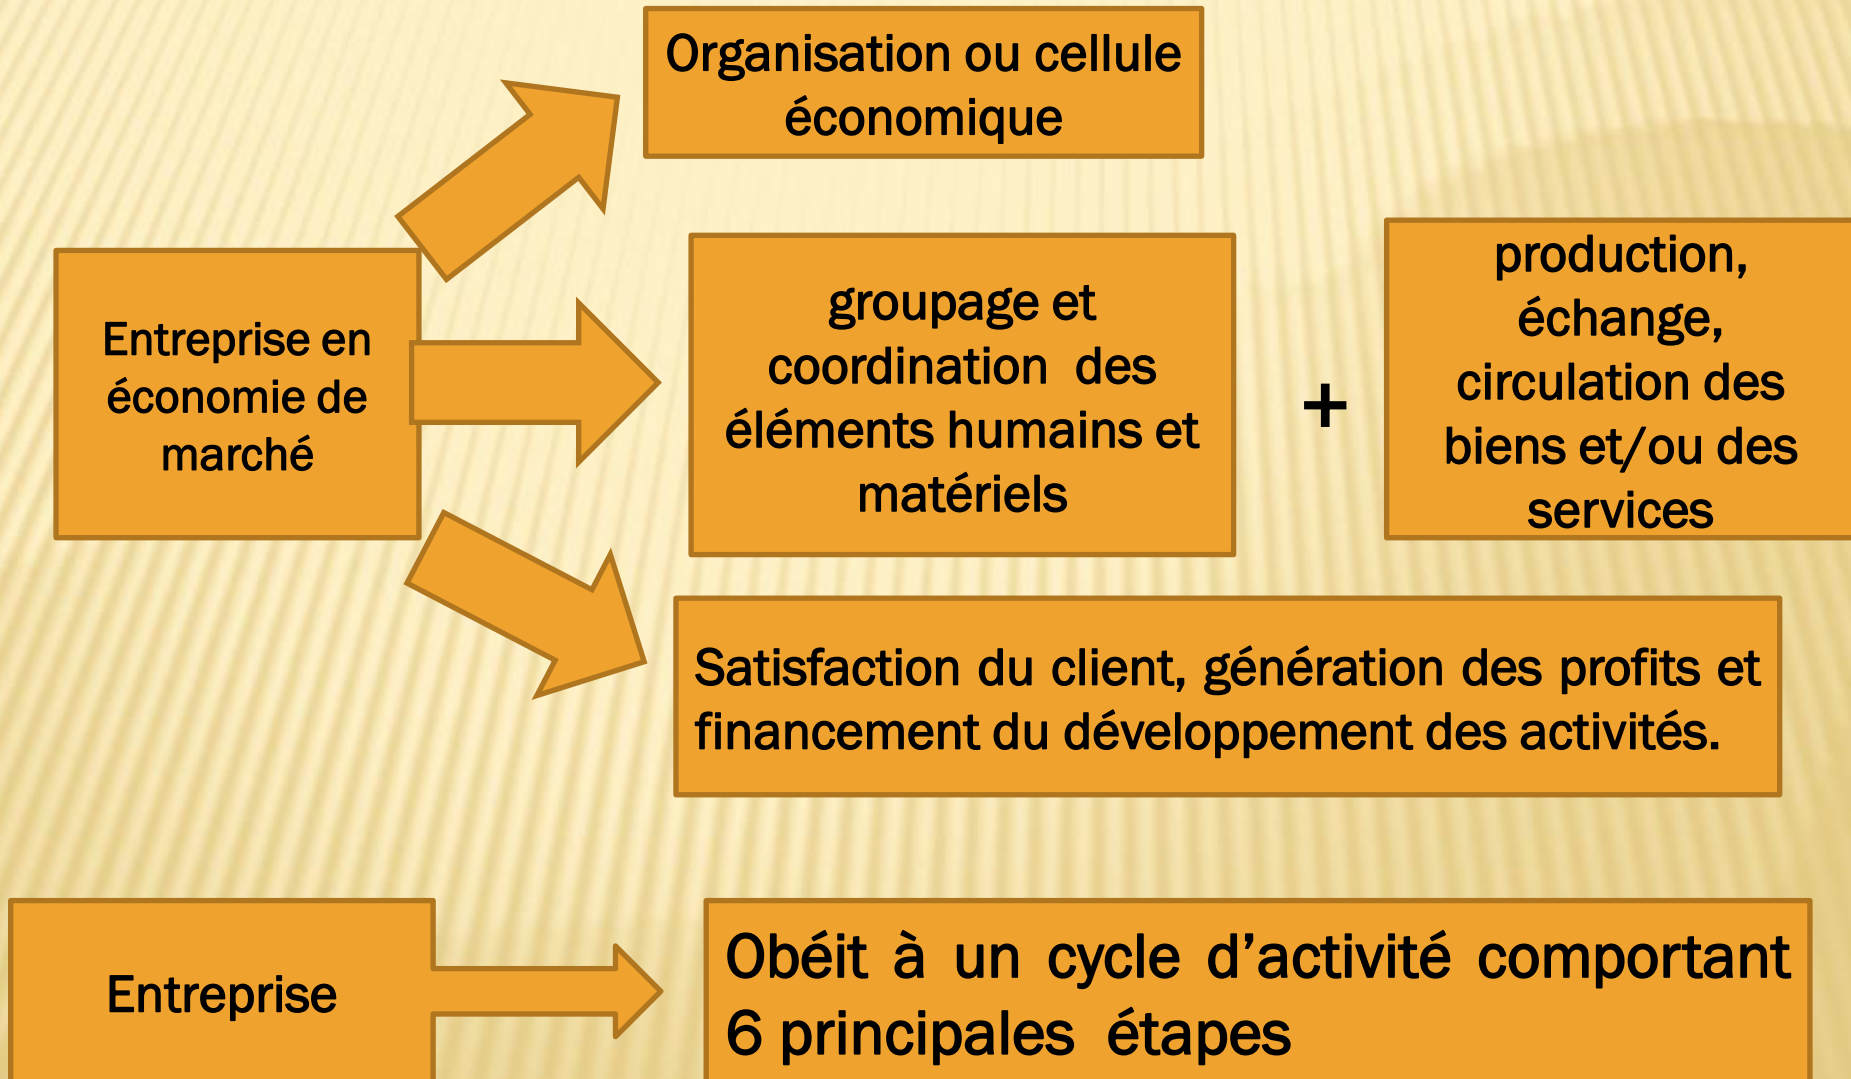 Organisation ou cellule
économique
Entreprise en
économie de
marché
groupage et
coordination des
éléments humains et
matériels
+
production,
échange,
circulation des
biens et/ou des
services
Satisfaction du client, génération des profits et
financement du développement des activités.
Entreprise
Obéit à un cycle d’activité comportant
6 principales étapes